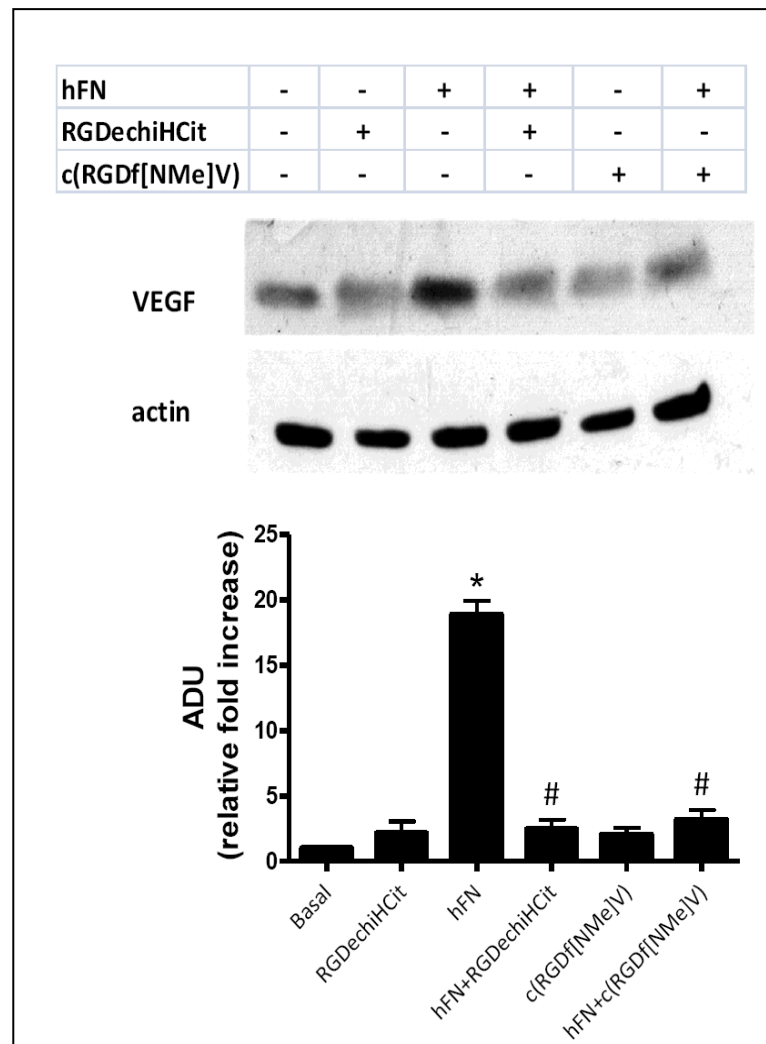 hFN - - + + - +
RGDechiHCit - + - + - -
c(RGDf[NMe]V) - - - - + +
VEGF
actin
ADU
(relative fold increase)
25
20
15
10
5
0
*
#
#
Basal
RGDechiHCit
hFN
hFN+RGDechiHCit
c(RGDf[NMe]V)
hFN+c(RGDf[NMe]V)